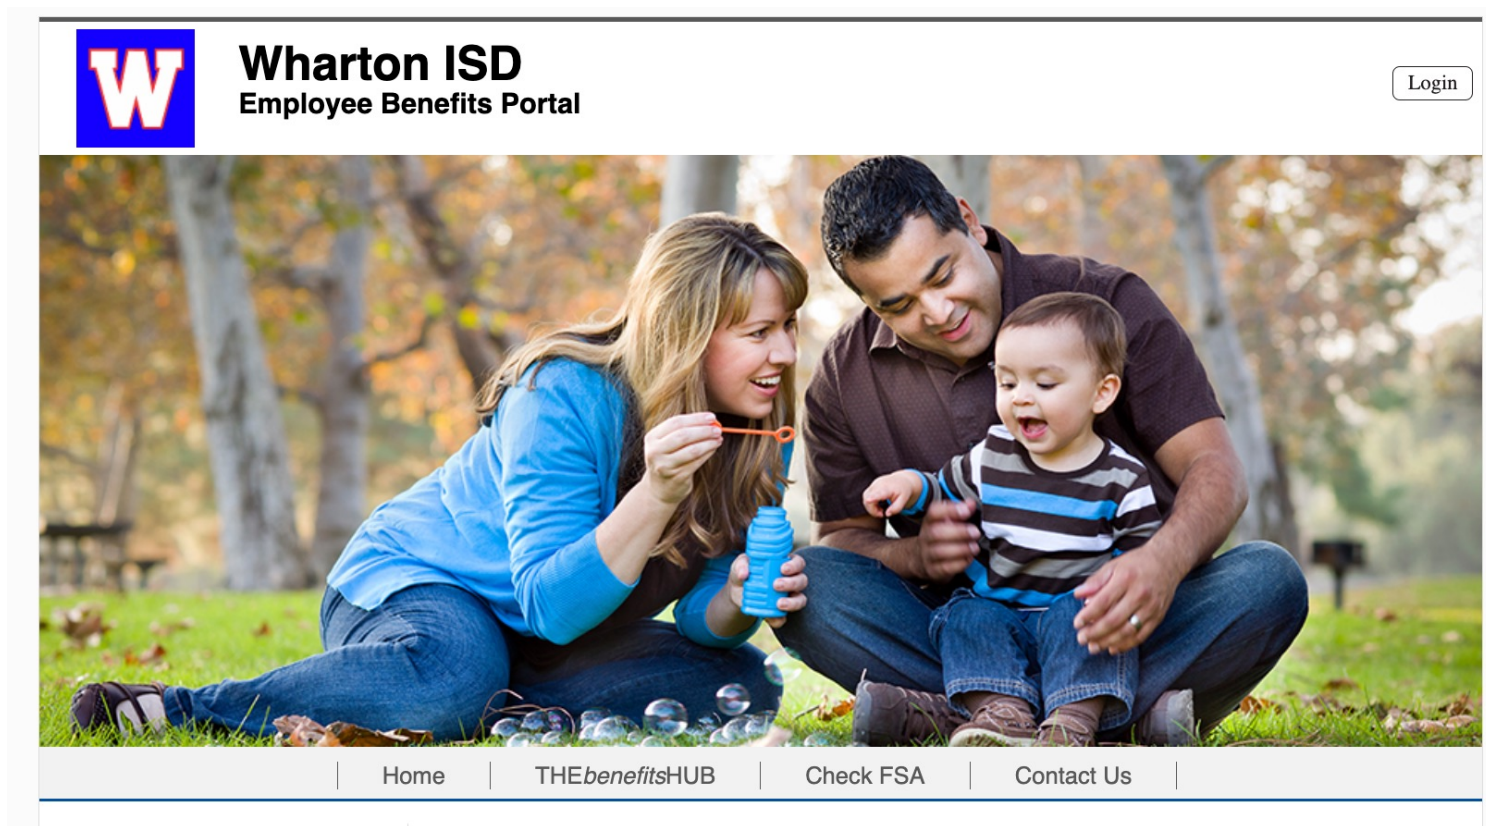 W
Wharton ISD
Employee Benefits Portal
Login
Home
THEbenefitsHUB
Check FSA
Contact Us